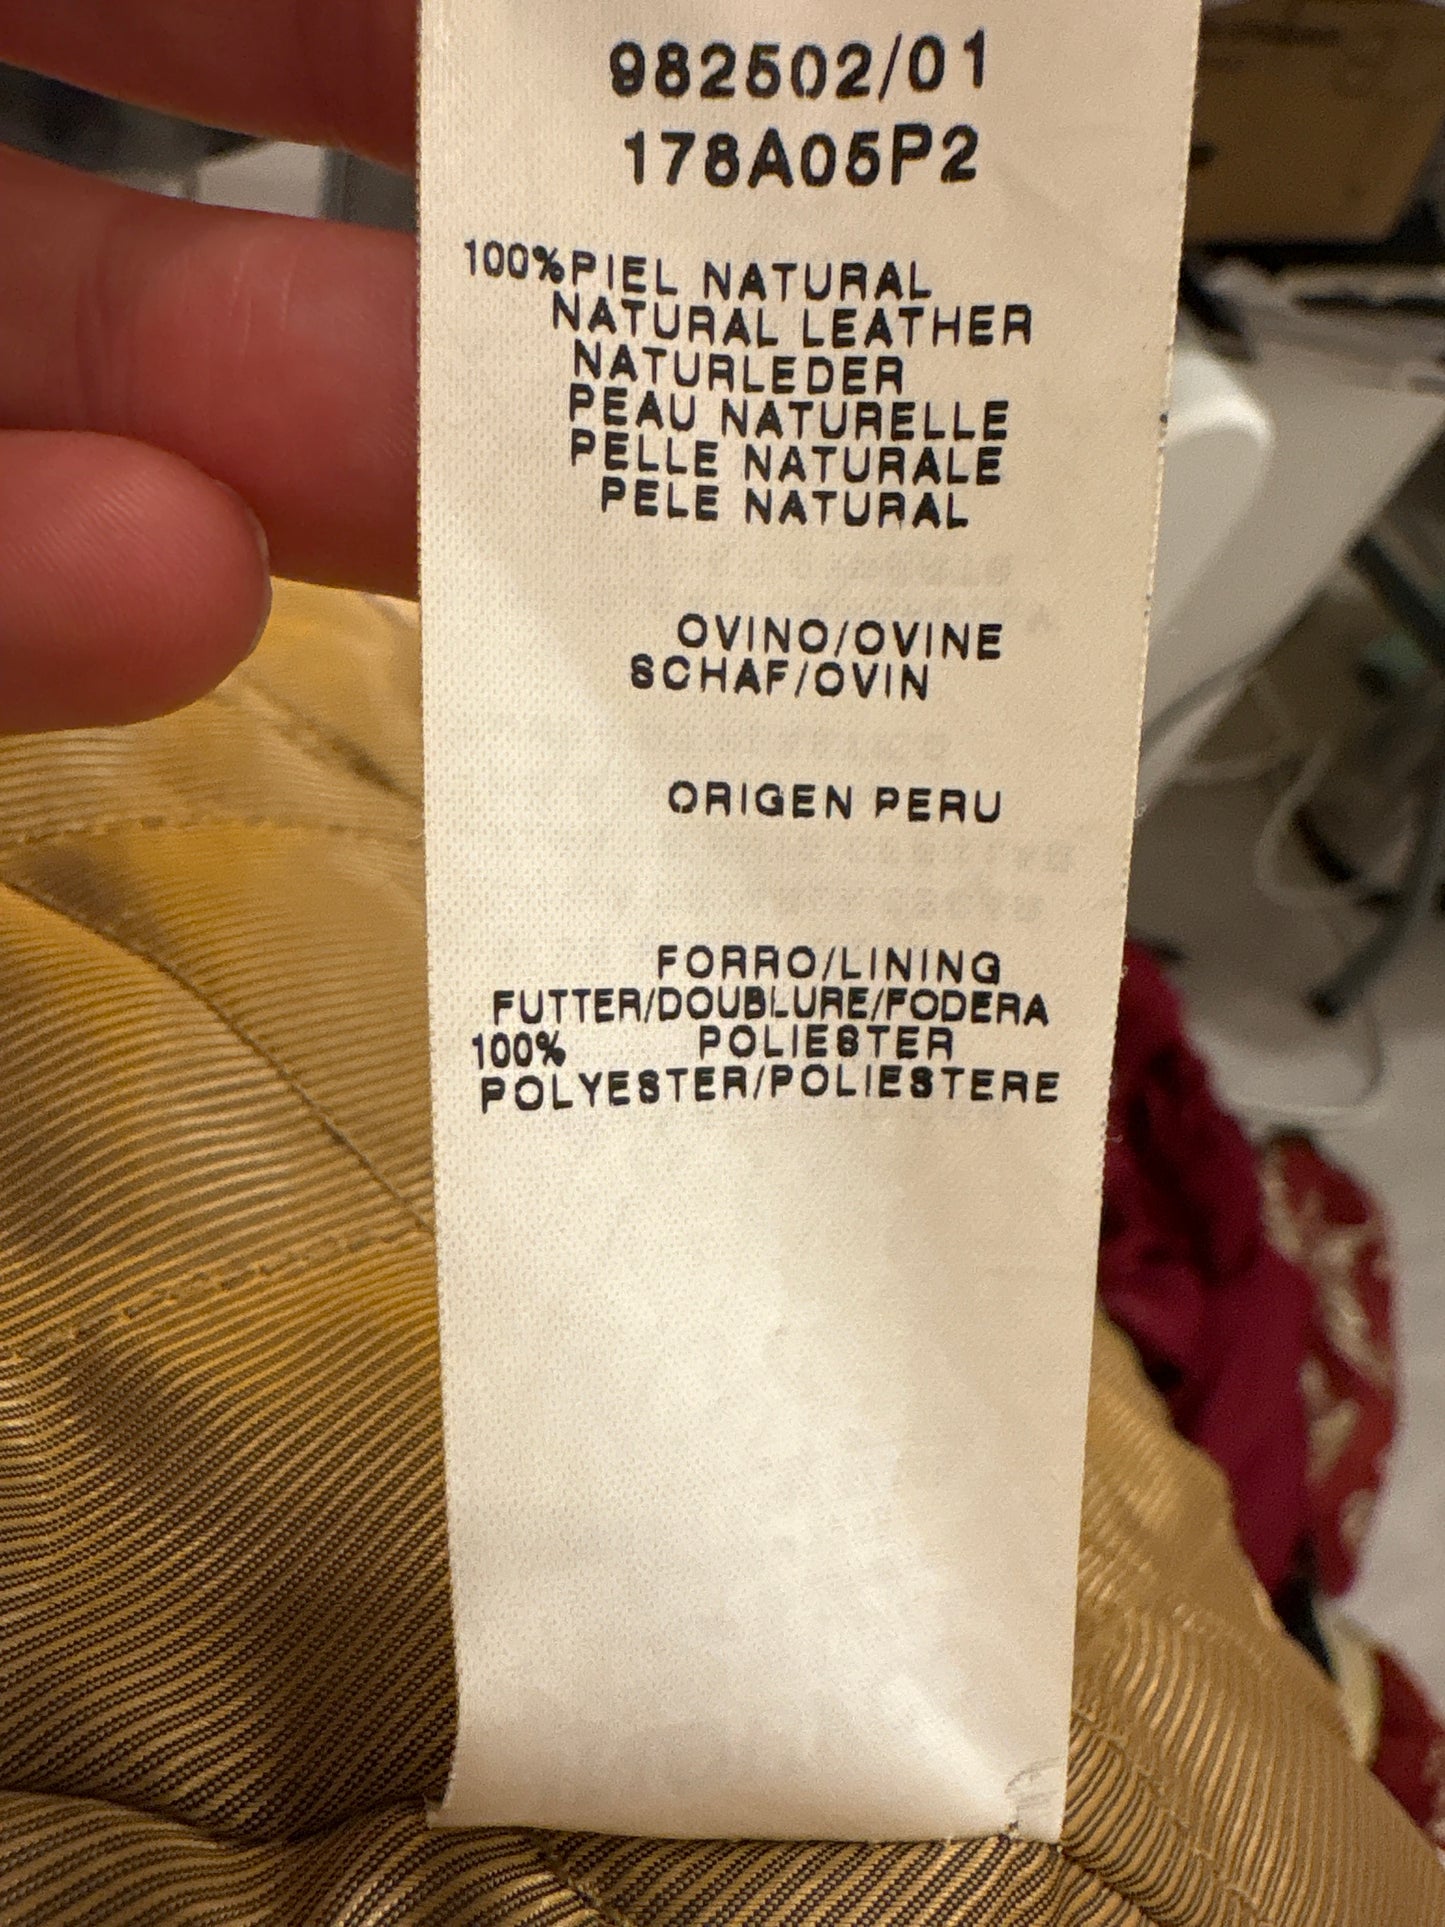 982502/01
178A05P2
100%PIEL NATURAL
NATURAL LEATHER
NATURLEDER
PEAU NATURELLE
PELLE NATURALE
PELE NATURAL
OVINO/OVINE
SCHAF/OVIN
ORIGEN PERU
FORRO/LINING
FUTTER/DOUBLURE/FODERA
100% POLIESTER
POLYESTER/POLIESTERE